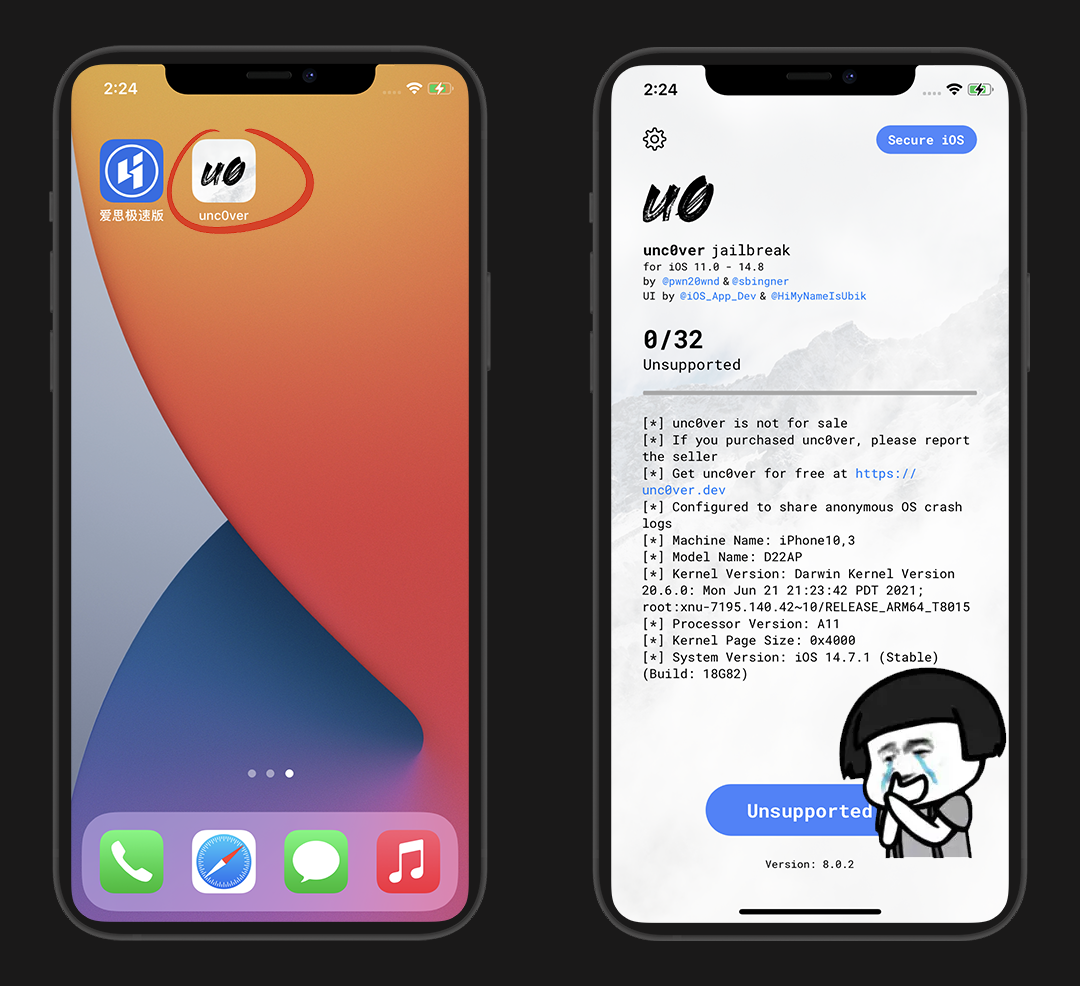 2:24
爱思极速版
u0
unc0ver
2:24
Secure iOS
u0
unc0ver jailbreak
for iOS 11.0 - 14.8
by @pwn20wnd & @sbingner
UI by @iOS_App_Dev & @HiMyNameIsUbik
0/32
Unsupported
[*] unc0ver is not for sale
[*] If you purchased unc0ver, please report
the seller
[*] Get unc0ver for free at https://
unc0ver.dev
[*] Configured to share anonymous OS crash
logs
[*] Machine Name: iPhone10,3
[*] Model Name: D22AP
[*] Kernel Version: Darwin Kernel Version
20.6.0: Mon Jun 21 21:23:42 PDT 2021;
root:xnu-7195.140.42~10/RELEASE_ARM64_T8015
[*] Processor Version: A11
[*] Kernel Page Size: 0x4000
[*] System Version: iOS 14.7.1 (Stable)
(Build: 18G82)
Unsupported
Version: 8.0.2